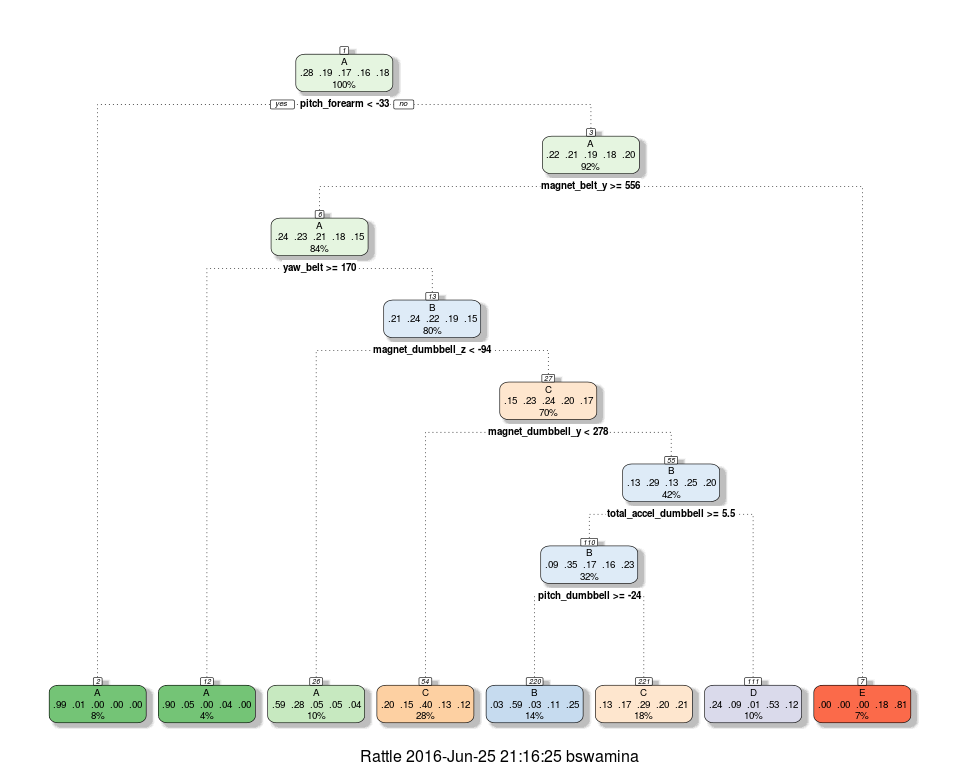 1
A
.28 .19 .17 .16 .18
100%
yes pitch_forearm < -33 no
3
A
.22 .21 .19 .18 .20
92%
magnet_belt_y >= 556
6
A
.24 .23 .21 .18 .15
84%
yaw_belt >= 170
13
B
.21 .24 .22 .19 .15
80%
magnet_dumbbell_z < -94
27
C
.15 .23 .24 .20 .17
70%
magnet_dumbbell_y < 278
55
B
.13 .29 .13 .25 .20
42%
total_accel_dumbbell >= 5.5
110
B
.09 .35 .17 .16 .23
32%
pitch_dumbbell >= -24
2
A
.99 .01 .00 .00 .00
8%
12
A
.90 .05 .00 .04 .00
4%
26
A
.59 .28 .05 .05 .04
10%
54
C
.20 .15 .40 .13 .12
28%
220
B
.03 .59 .03 .11 .25
14%
221
C
.13 .17 .29 .20 .21
18%
111
D
.24 .09 .01 .53 .12
10%
7
E
.00 .00 .00 .18 .81
7%
Rattle 2016-Jun-25 21:16:25 bswamina